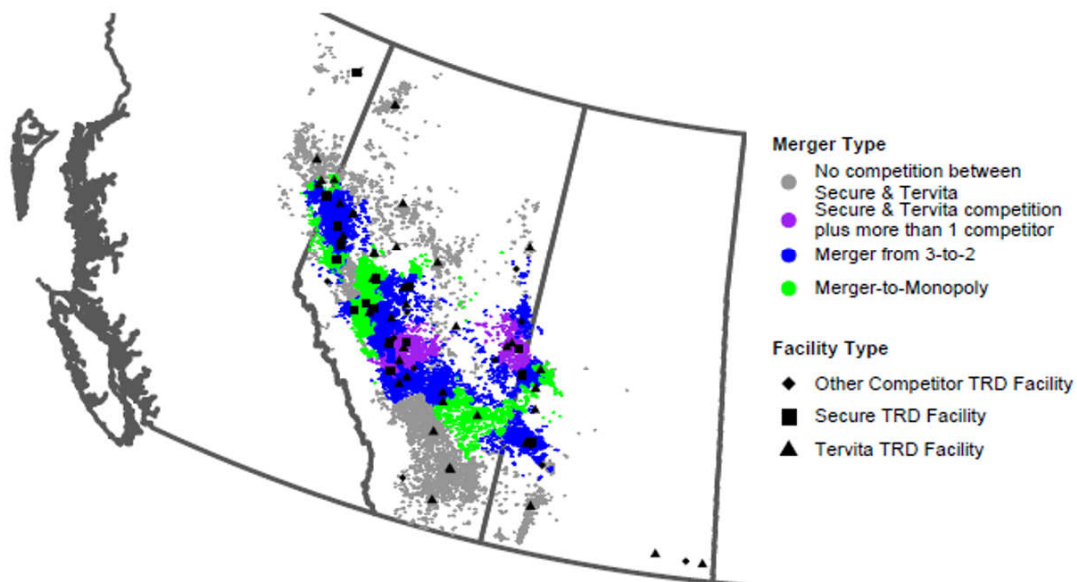 Merger Type
No competition between
Secure & Tervita
Secure & Tervita competition
plus more than 1 competitor
Merger from 3-to-2
Merger-to-Monopoly
Facility Type
Other Competitor TRD Facility
Secure TRD Facility
Tervita TRD Facility